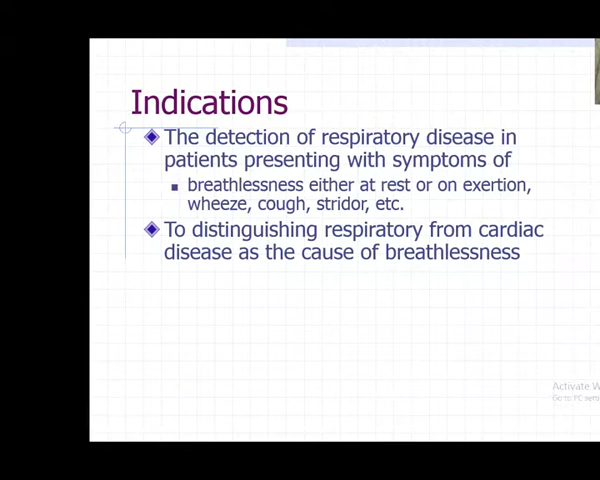 Indications
The detection of respiratory disease in
patients presenting with symptoms of
breathlessness either at rest or on exertion,
wheeze, cough, stridor, etc.
To distinguishing respiratory from cardiac
disease as the cause of breathlessness
Activate W
Go to PC